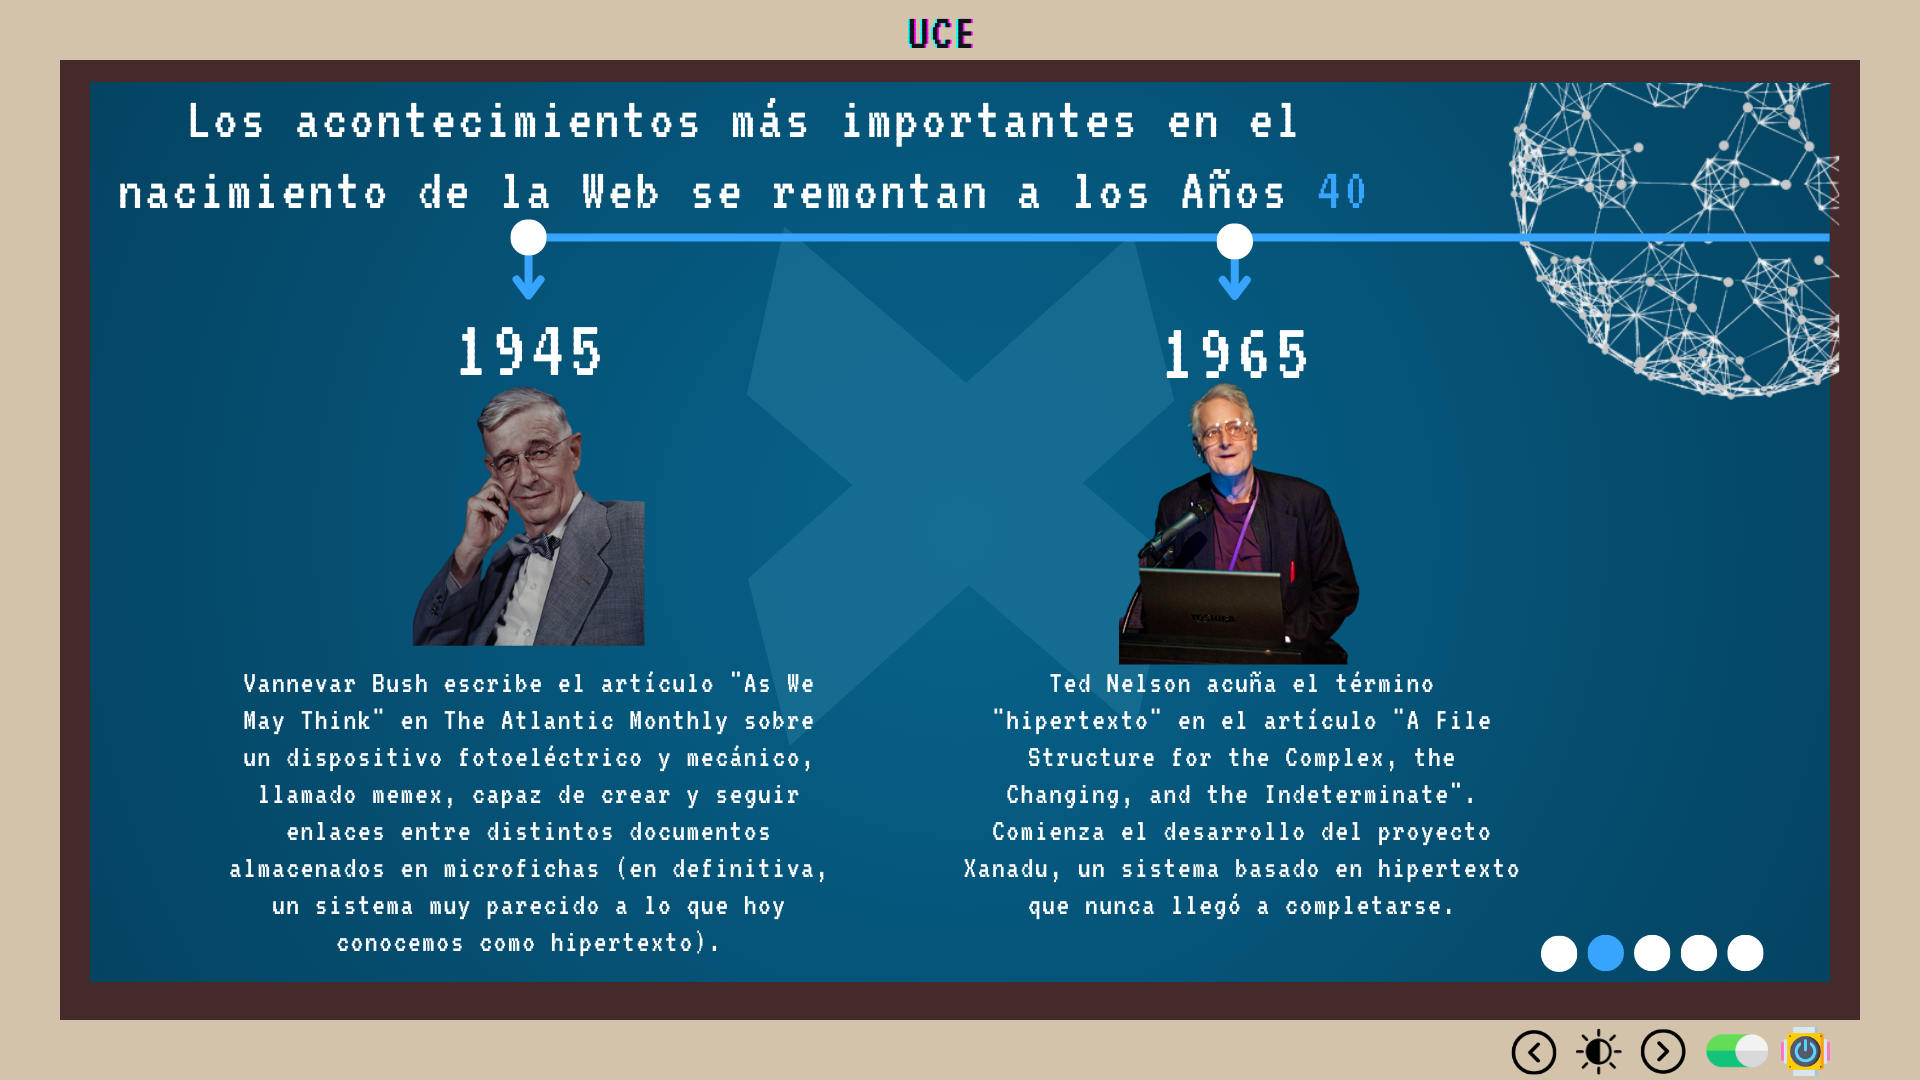 UCE
Los acontecimientos más importantes en el
nacimiento de la Web se remontan a los Años 40
1945
1965
Vannevar Bush escribe el artículo "As We
May Think" en The Atlantic Monthly sobre
un dispositivo fotoeléctrico y mecánico,
llamado memex, capaz de crear y seguir
enlaces entre distintos documentos
almacenados en microfichas (en definitiva,
un sistema muy parecido a lo que hoy
conocemos como hipertexto).
TOSHIBA
Ted Nelson acuña el término
"hipertexto" en el artículo "A File
Structure for the Complex, the
Changing, and the Indeterminate".
Comienza el desarrollo del proyecto
Xanadu, un sistema basado en hipertexto
que nunca llegó a completarse.